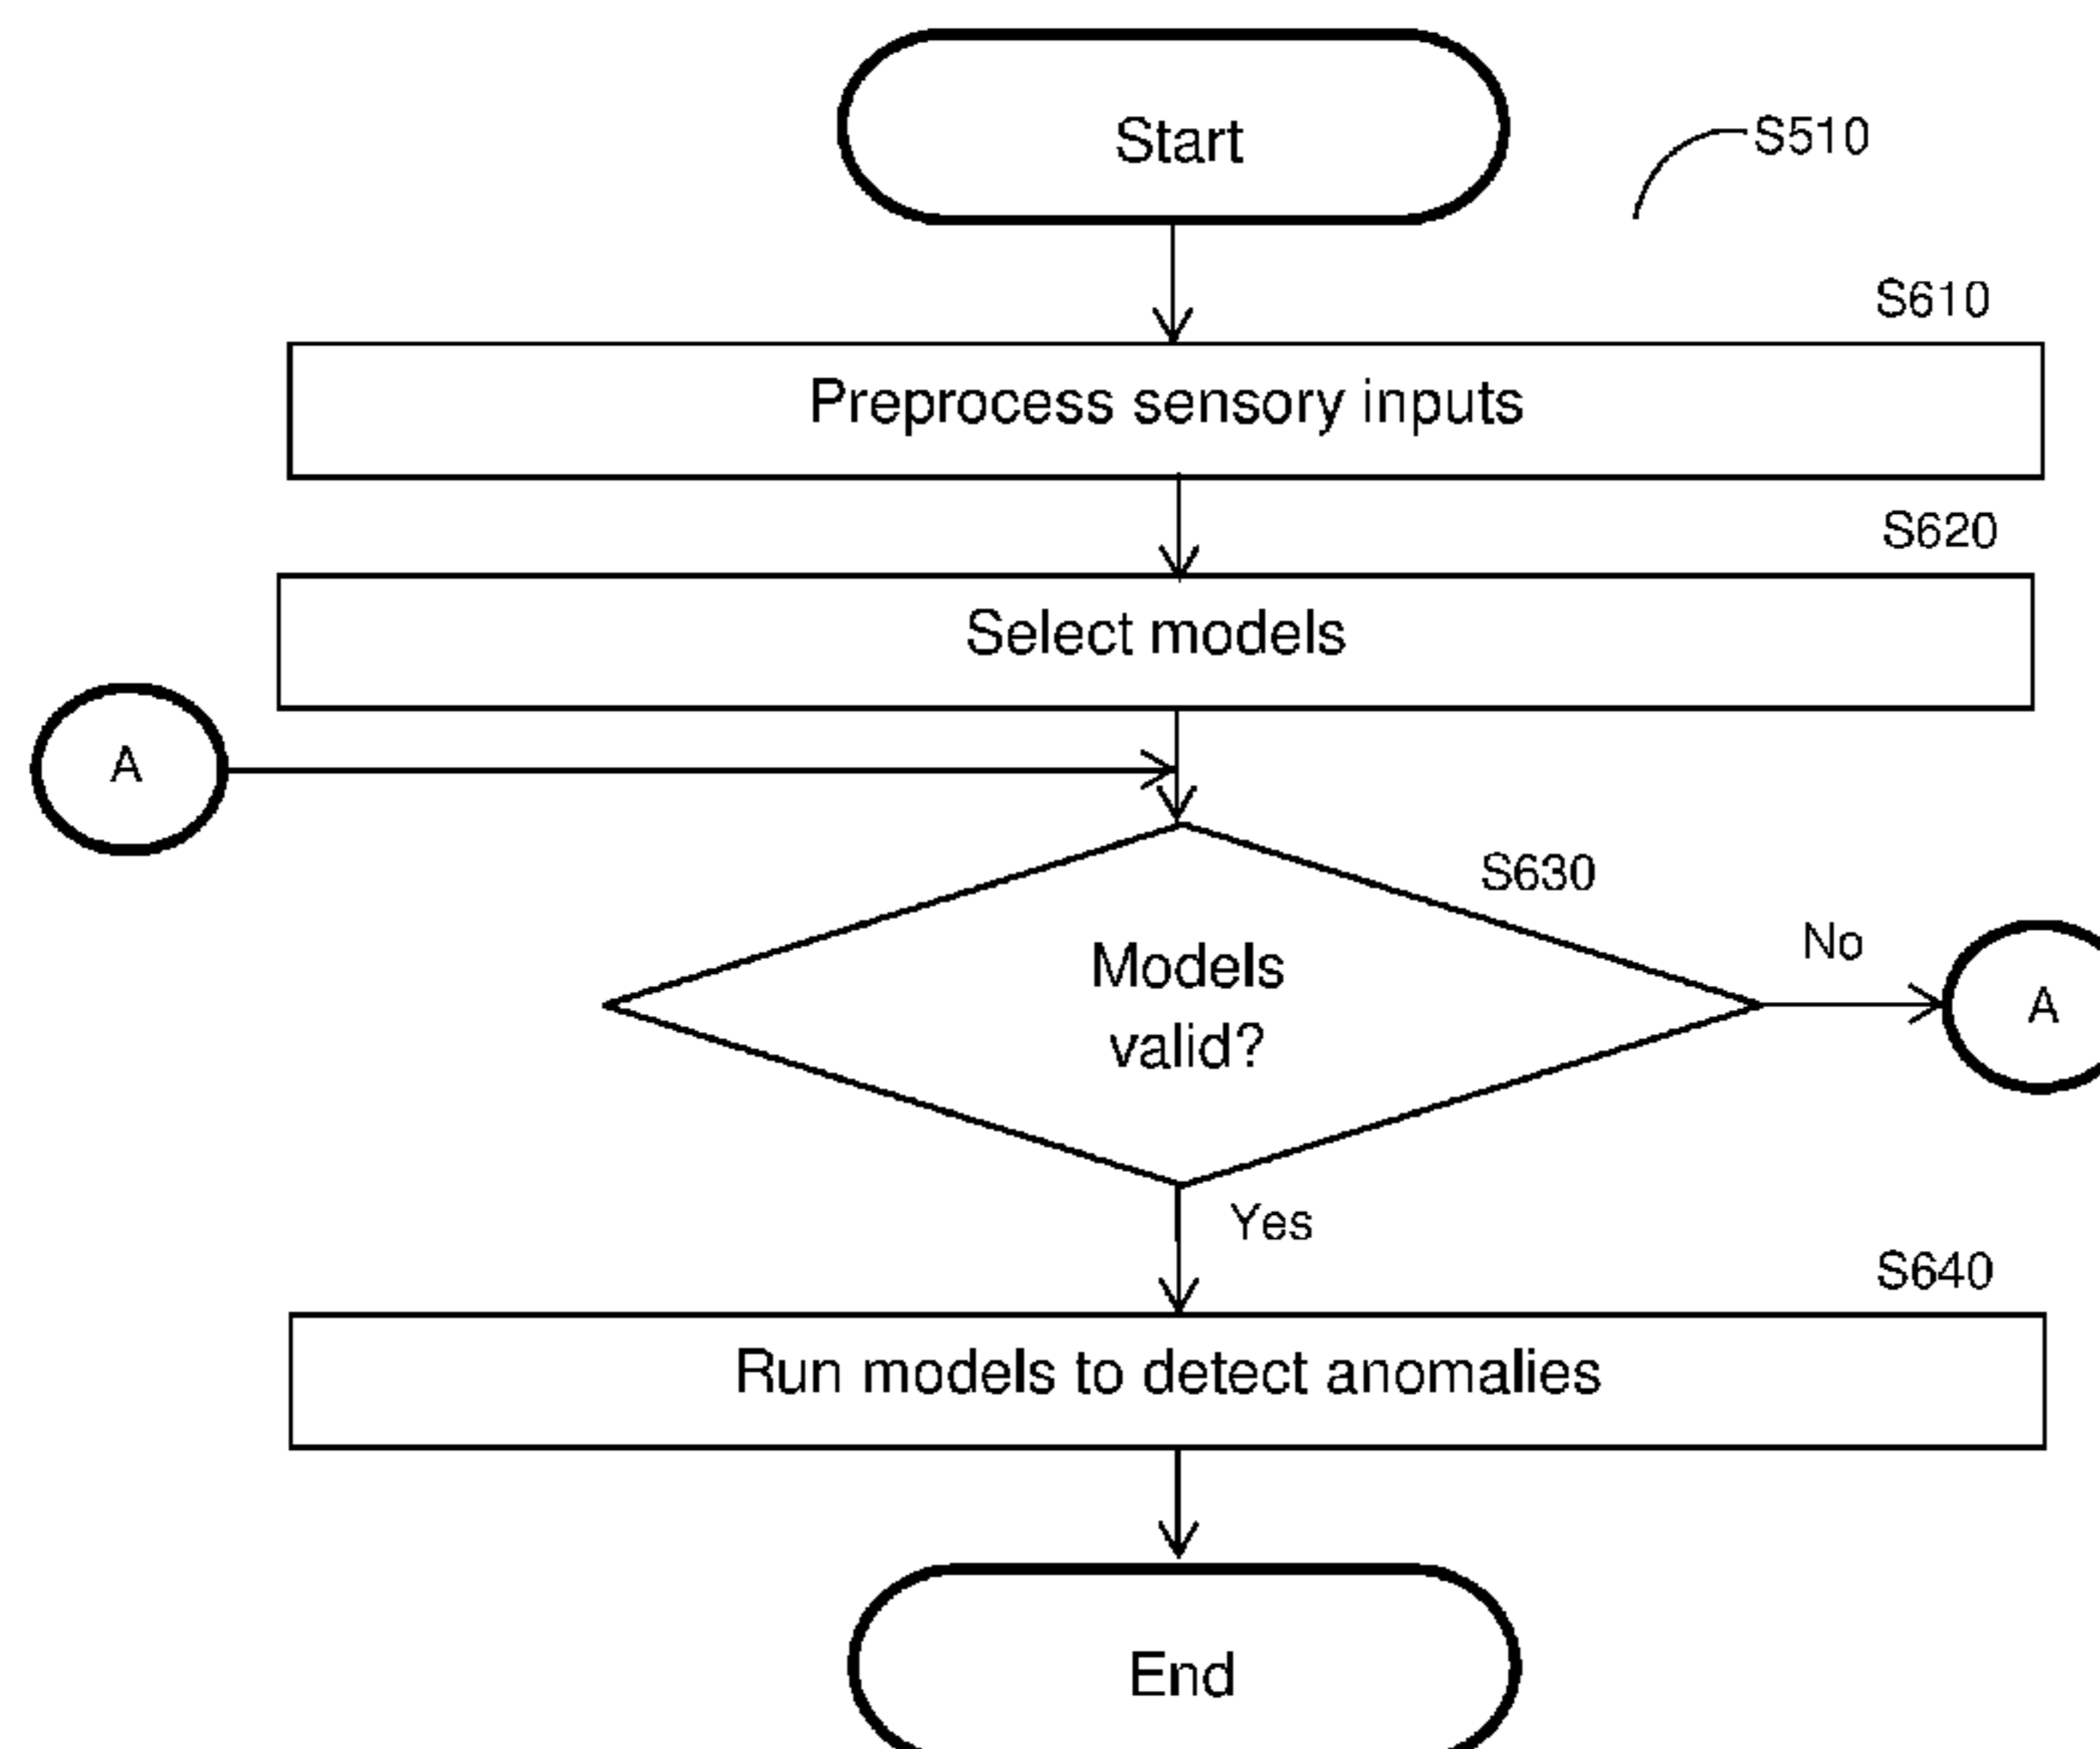 Start
S510
S610
Preprocess sensory inputs
S620
Select models
A
S630
Models
valid?
No
A
Yes
S640
Run models to detect anomalies
End